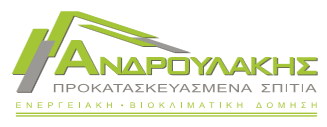 ΑΝΔΡΟΥΛΑΚΗΣ
ΠΡΟΚΑΤΑΣΚΕΥΑΣΜΕΝΑ ΣΠΙΤΙΑ
ΕΝΕΡΓΕΙΑΚΗ • ΒΙΟΚΛΙΜΑΤΙΚΗ ΔΟΜΗΣΗ